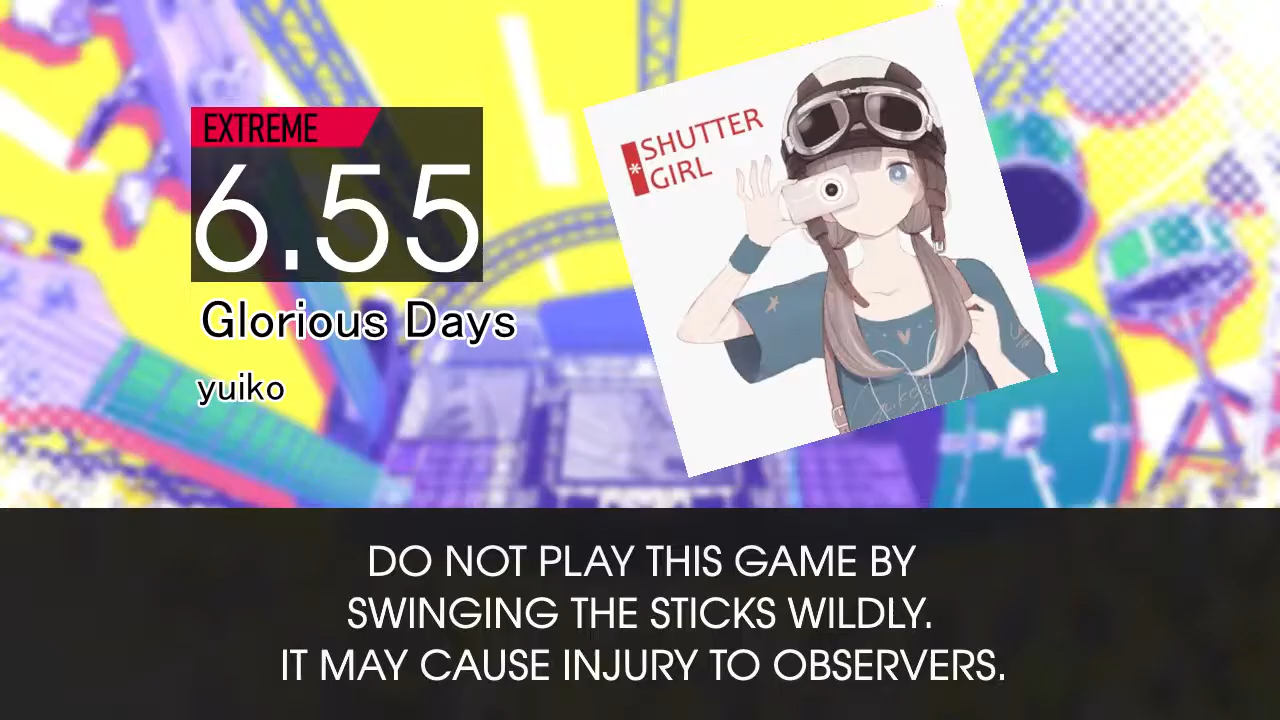 EXTREME
6.55
Glorious Days
yuiko
SHUTTER
*GIRL
DO NOT PLAY THIS GAME BY
SWINGING THE STICKS WILDLY.
IT MAY CAUSE INJURY TO OBSERVERS.